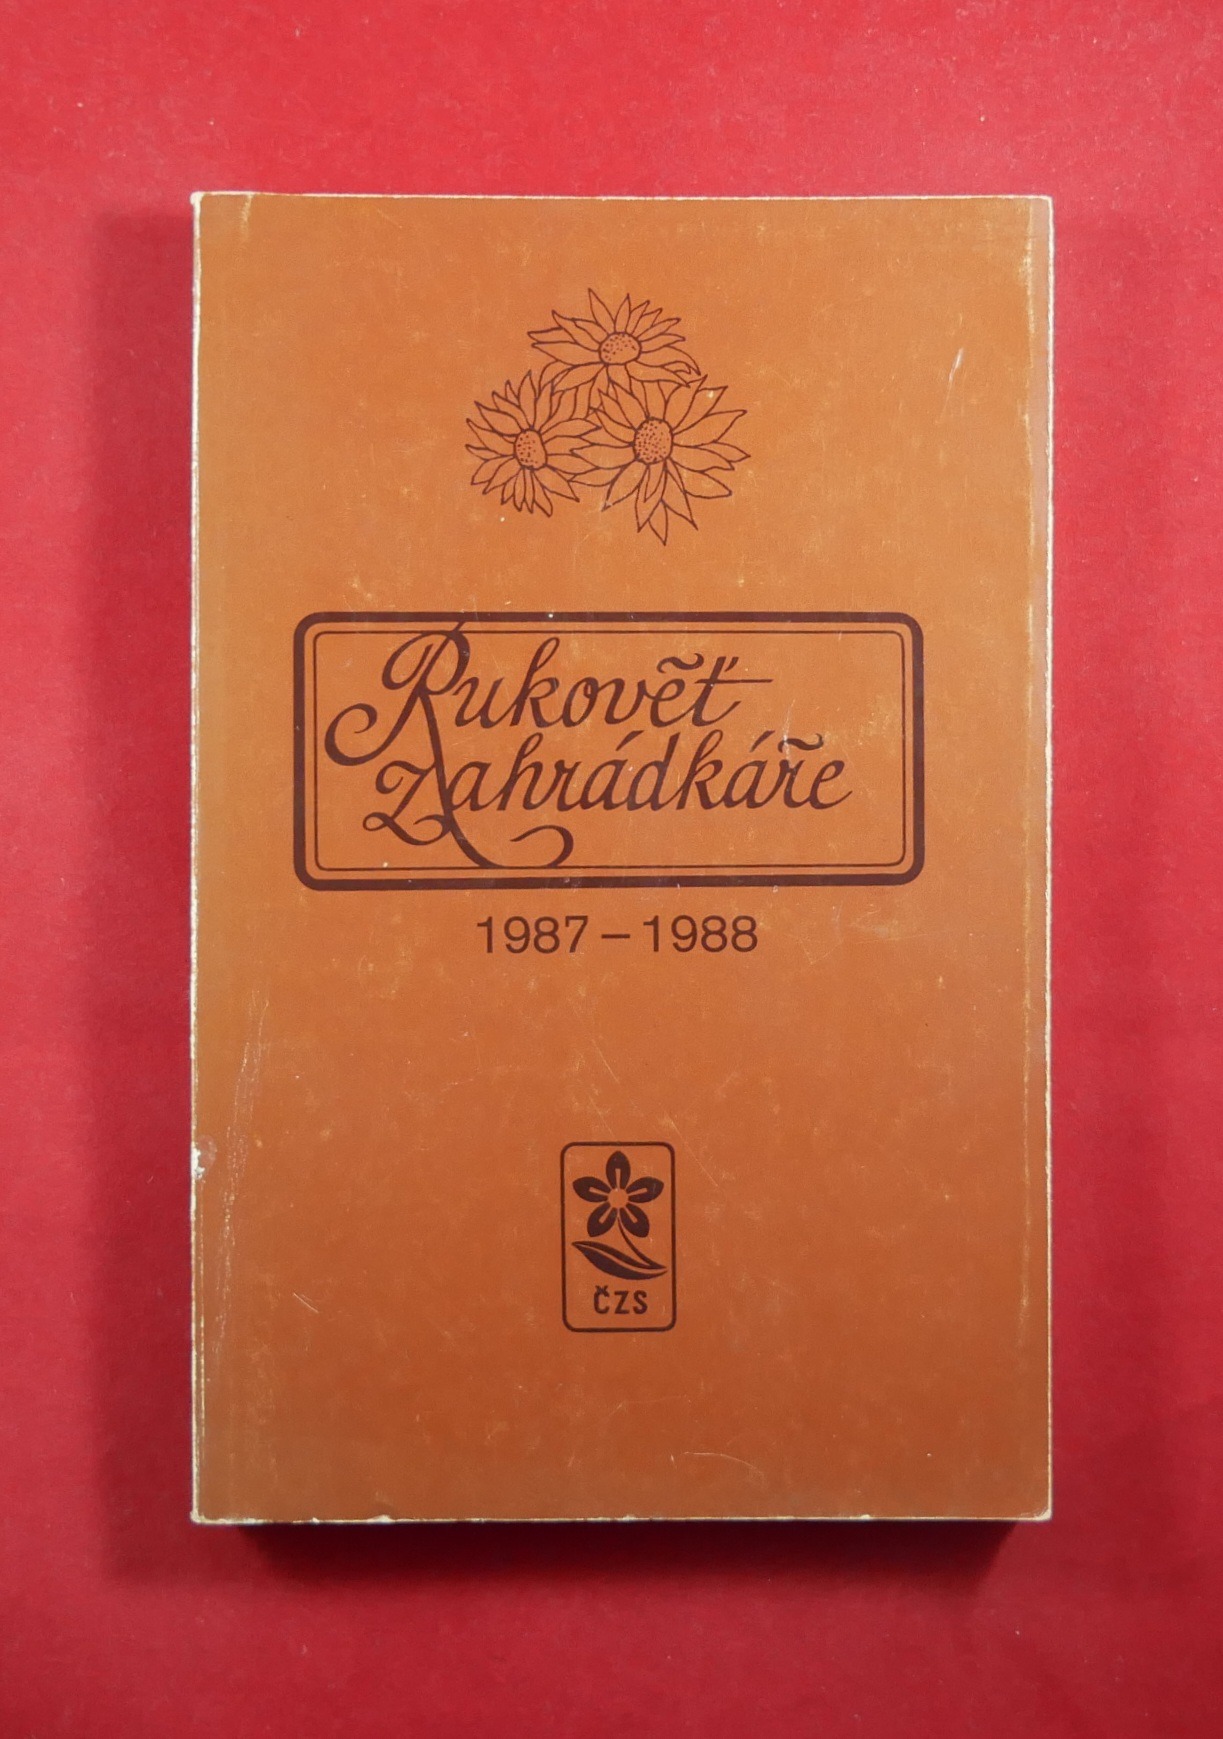 Rukověť
zahrádkáře
1987 – 1988
ČZS